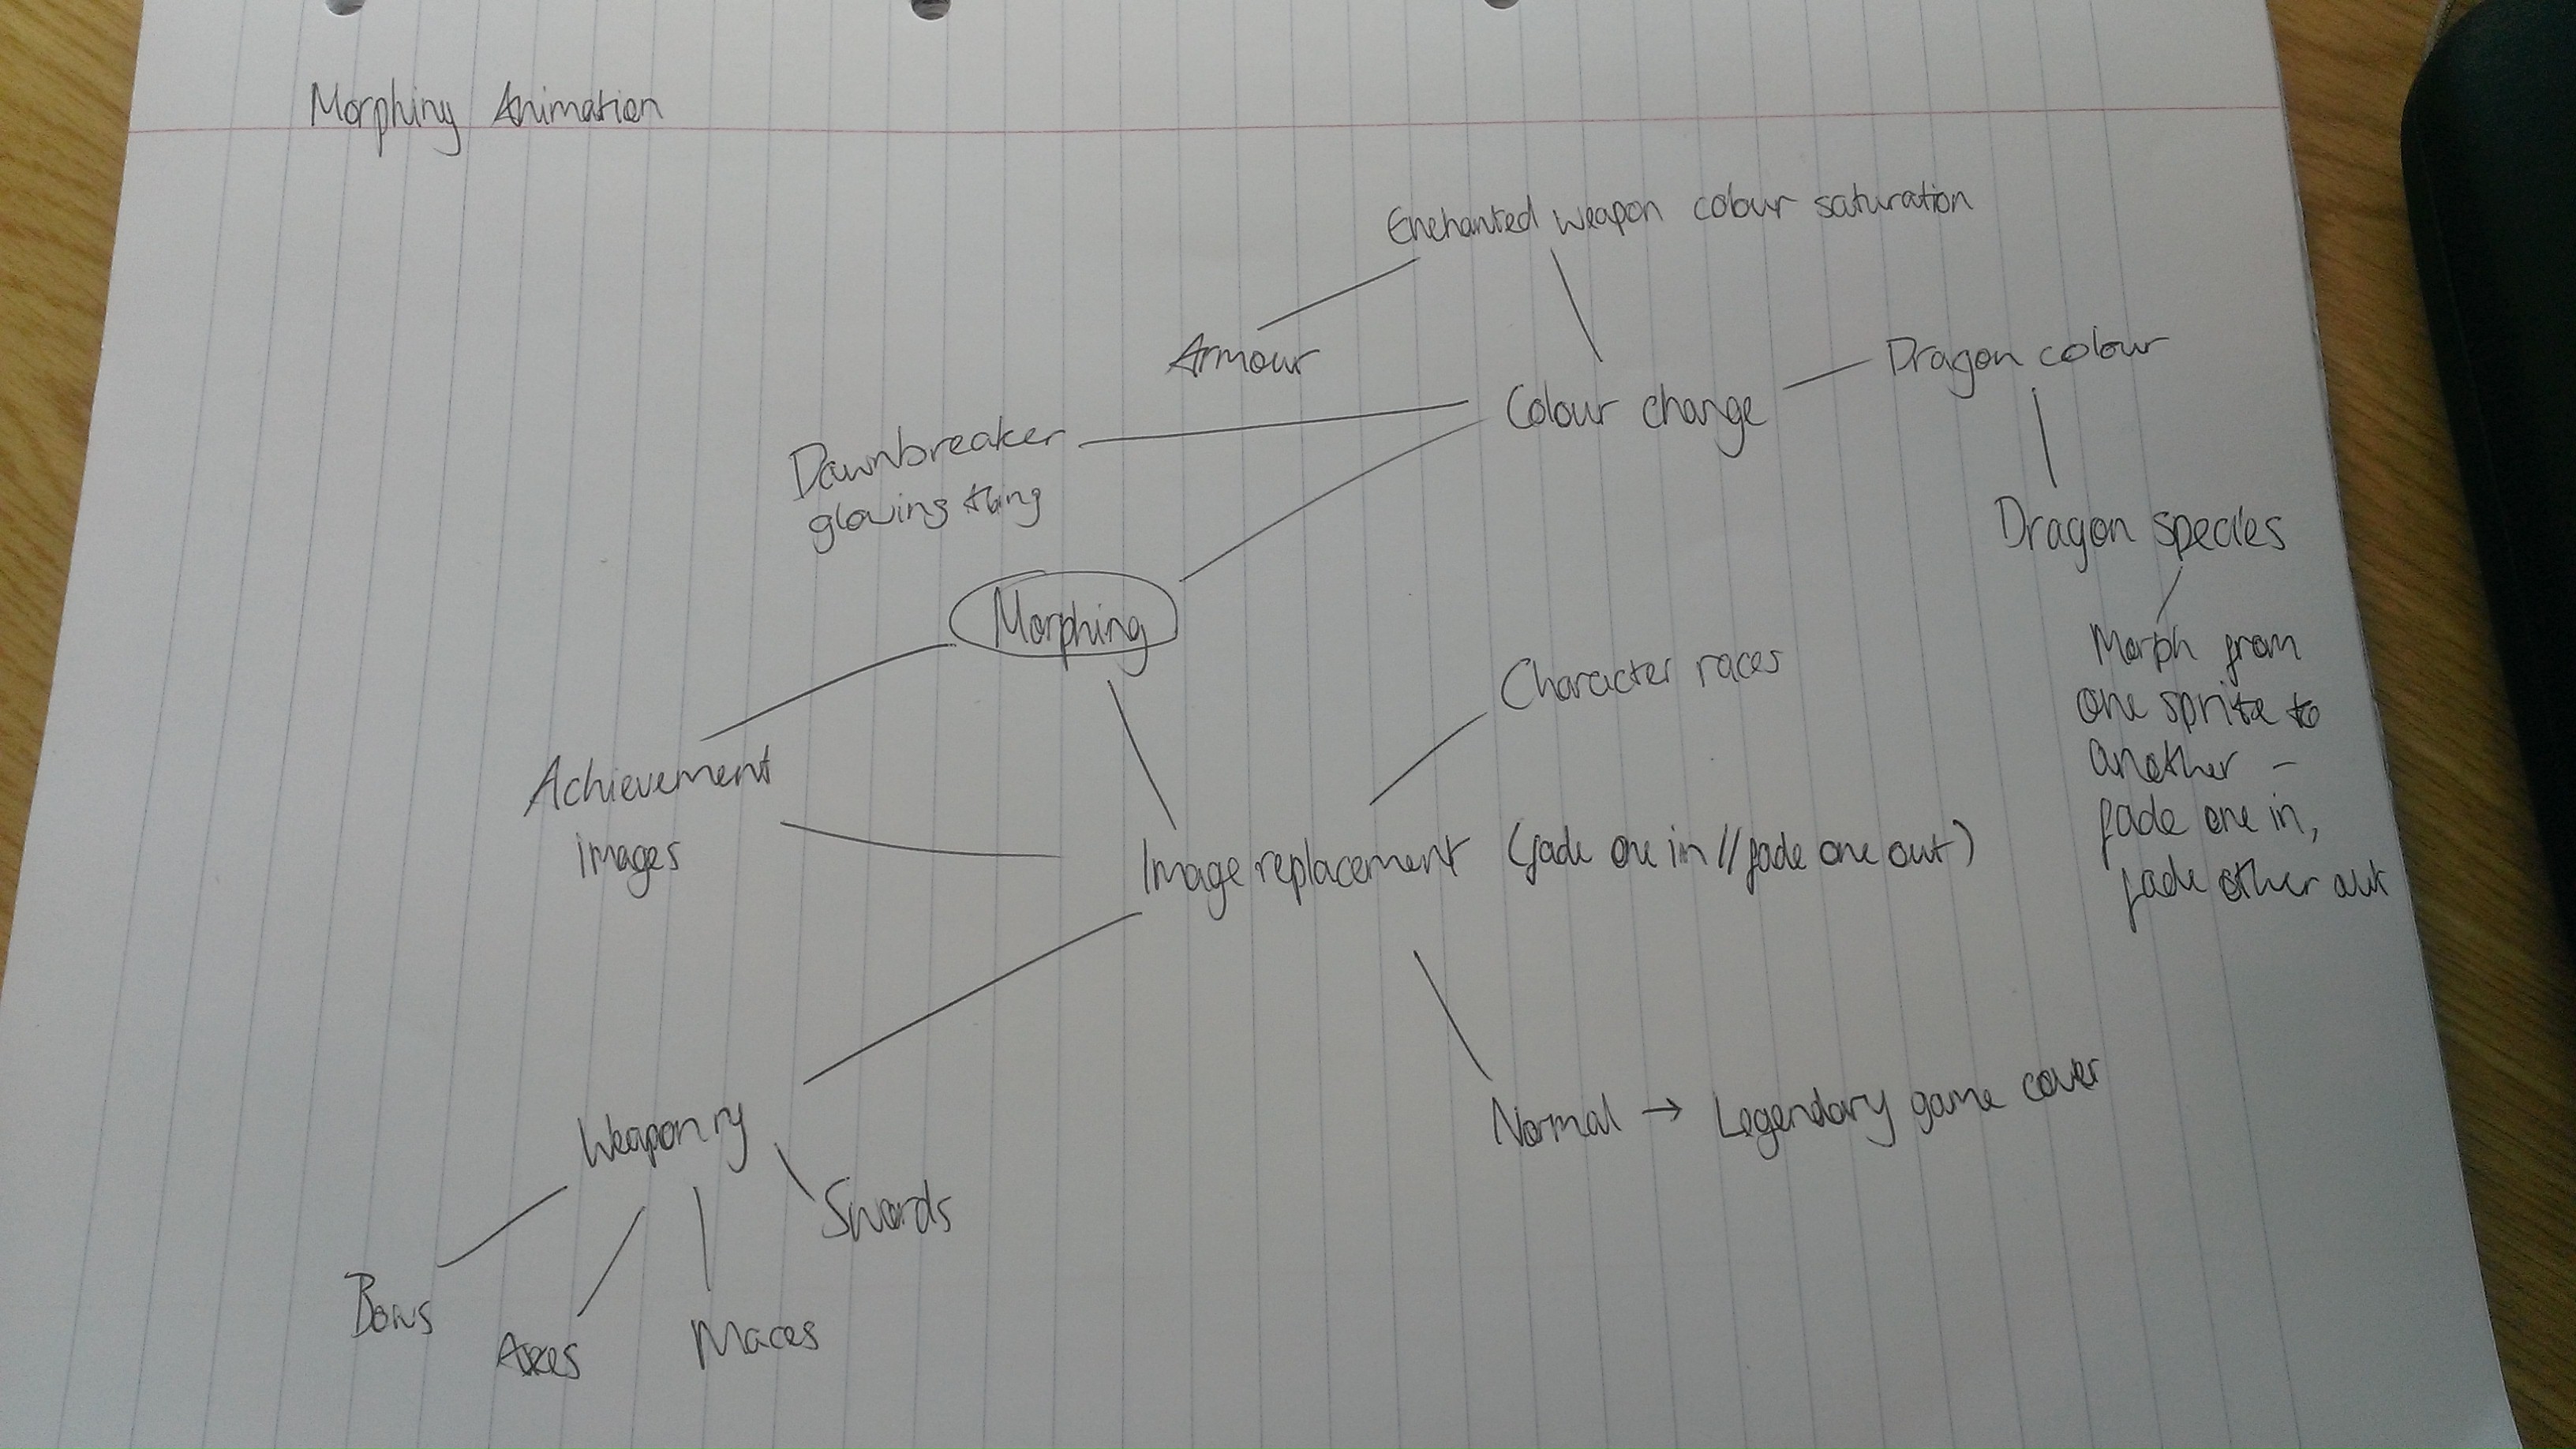 Morphing Animation
Enchanted weapon colour saturation
Armour
Dragon colour
Colour change
Dawnbreaker
glowing thing
Dragon species
Morphing
Morph from
one sprite to
another -
fade one in,
fade other out
Character races
Achievement
images
Image replacement (fade one in // fade one out)
Normal → Legendary game cover
Weaponry
Swords
Bows
Axes
Maces